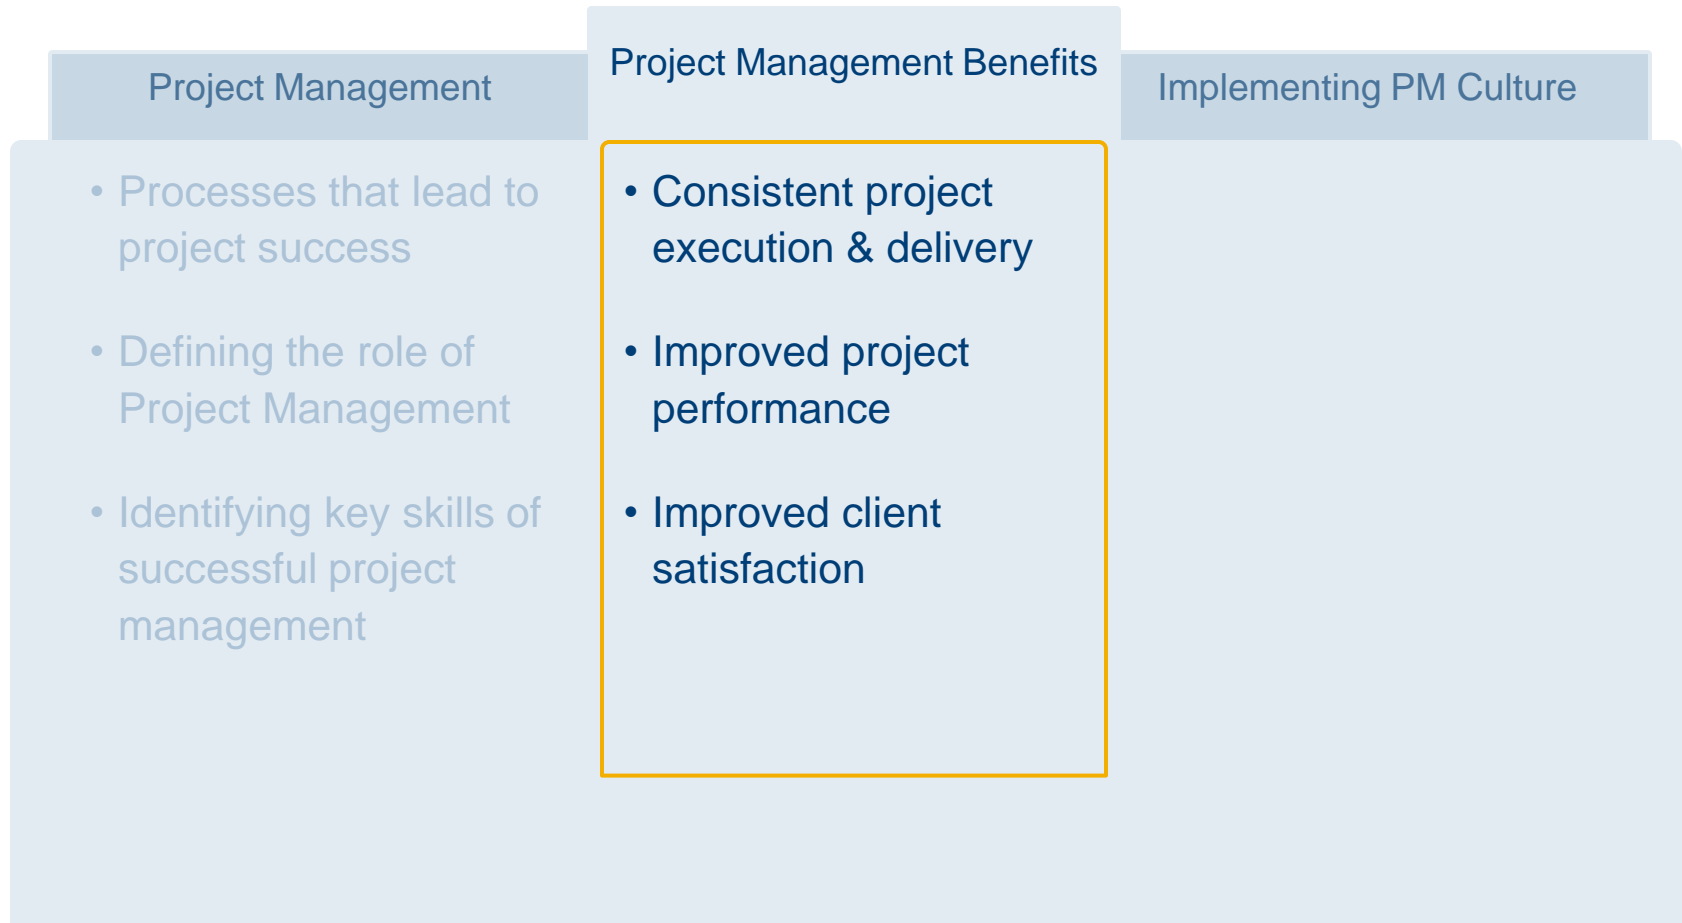 Project Management
Project Management Benefits
Implementing PM Culture
• Processes that lead to
project success
• Defining the role of
Project Management
• Identifying key skills of
successful project
management
• Consistent project
execution & delivery
• Improved project
performance
• Improved client
satisfaction